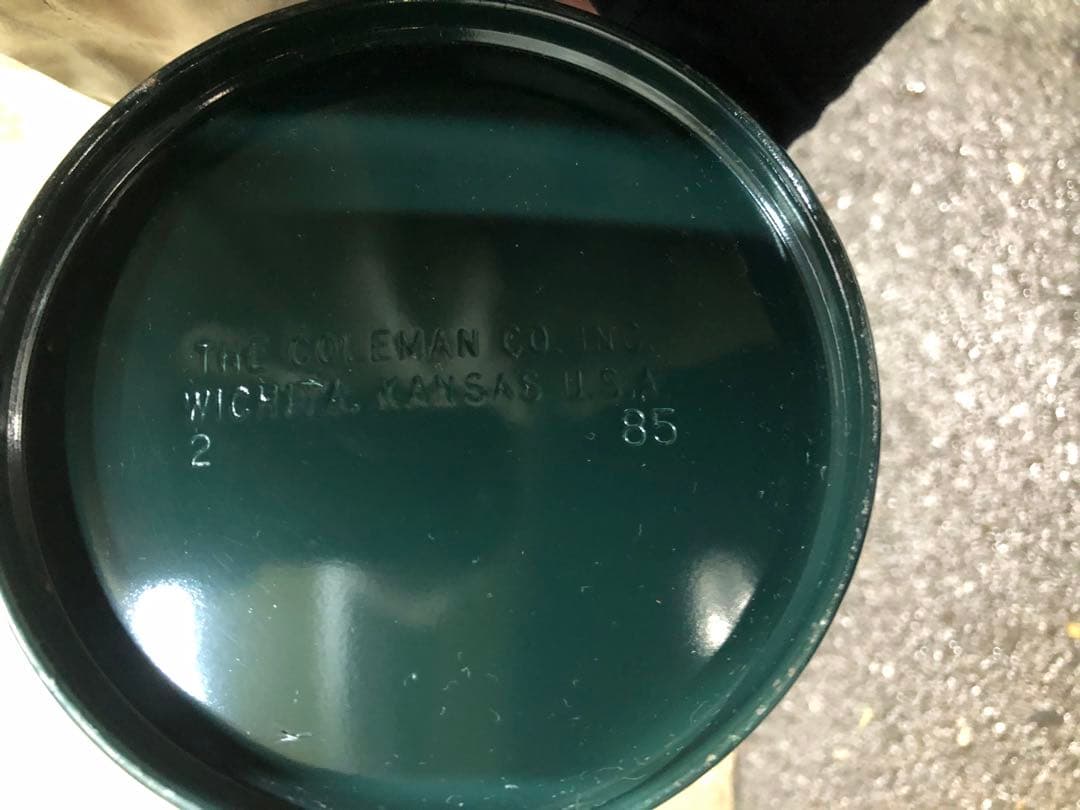 THE COLEMAN CO. INC.
WICHITA, KANSAS U.S.A.
2 85